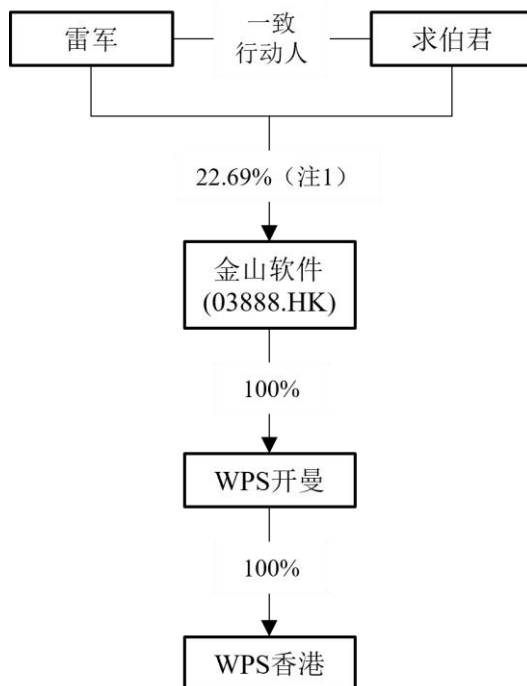 雷军
一致
行动人
求伯君
22.69%（注1）
金山软件
(03888.HK)
100%
WPS开曼
100%
WPS香港